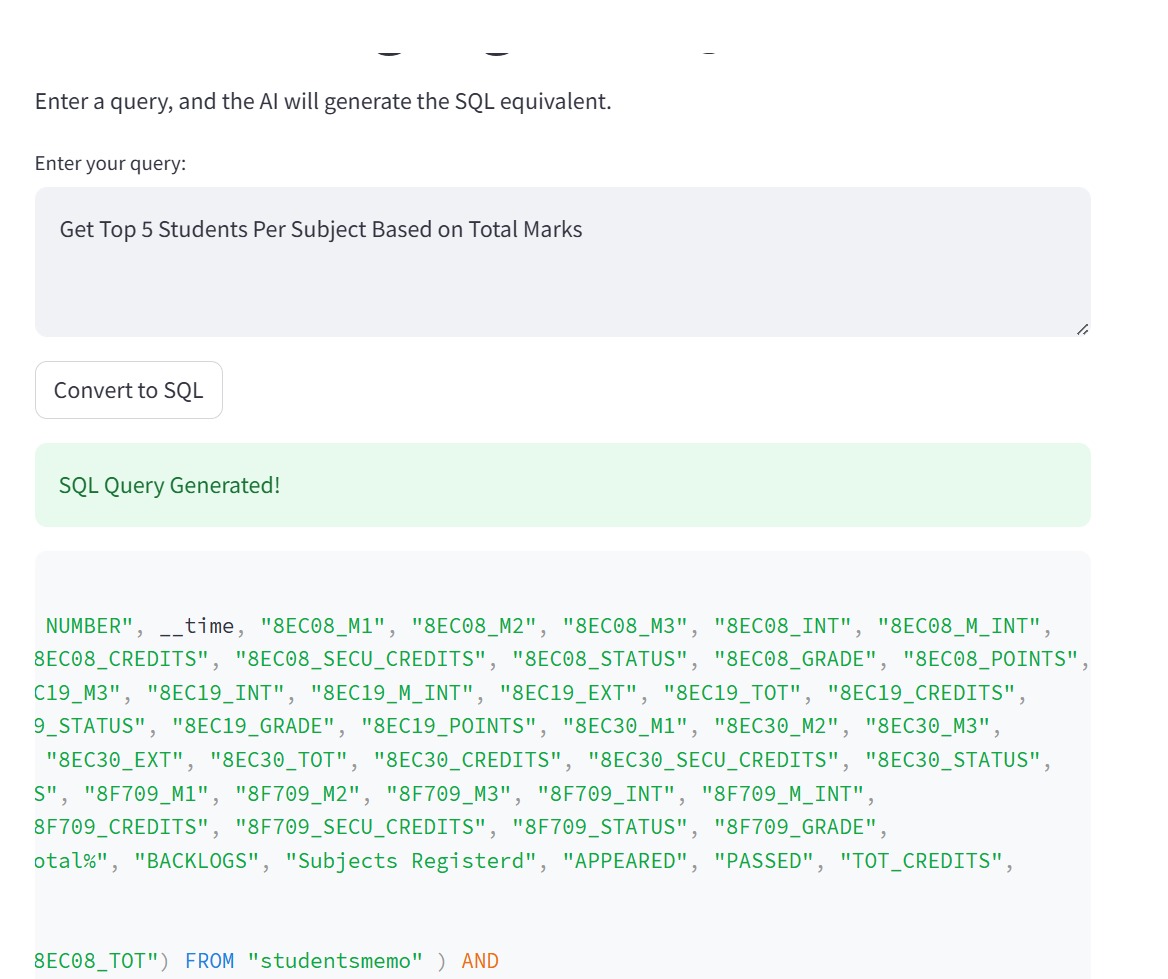 Enter a query, and the AI will generate the SQL equivalent.
Enter your query:
Get Top 5 Students Per Subject Based on Total Marks
Convert to SQL
SQL Query Generated!
NUMBER", __time, "8EC08_M1", "8EC08_M2", "8EC08_M3", "8EC08_INT", "8EC08_M_INT",
8EC08_CREDITS", "8EC08_SECU_CREDITS", "8EC08_STATUS", "8EC08_GRADE", "8EC08_POINTS",
C19_M3", "8EC19_INT", "8EC19_M_INT", "8EC19_EXT", "8EC19_TOT", "8EC19_CREDITS",
9_STATUS", "8EC19_GRADE", "8EC19_POINTS", "8EC30_M1", "8EC30_M2", "8EC30_M3",
"8EC30_EXT", "8EC30_TOT", "8EC30_CREDITS", "8EC30_SECU_CREDITS", "8EC30_STATUS",
S", "8F709_M1", "8F709_M2", "8F709_M3", "8F709_INT", "8F709_M_INT",
8F709_CREDITS", "8F709_SECU_CREDITS", "8F709_STATUS", "8F709_GRADE",
otal%", "BACKLOGS", "Subjects Registerd", "APPEARED", "PASSED", "TOT_CREDITS",
8EC08_TOT") FROM "studentsmemo" ) AND